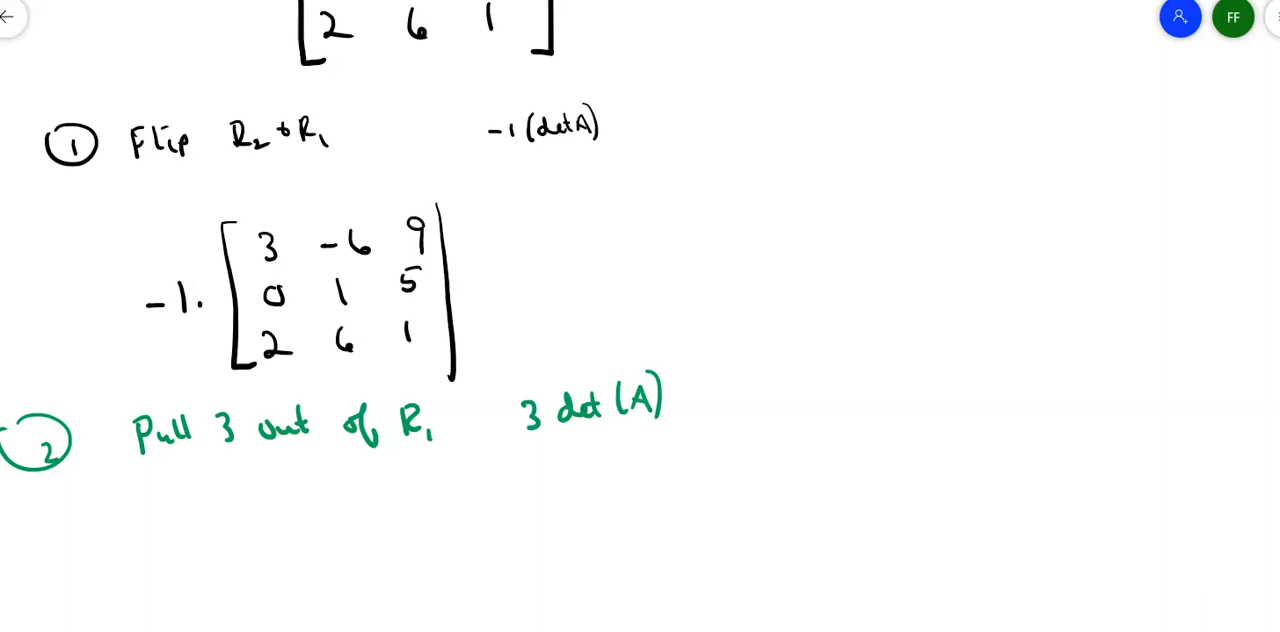 FF
[2 6 1]
① Flip R₂ + R₁ -1 (det A)
3 -6 9
-1· [0 1 5]
2 6 1
② Pull 3 out of R₁ 3 det (A)